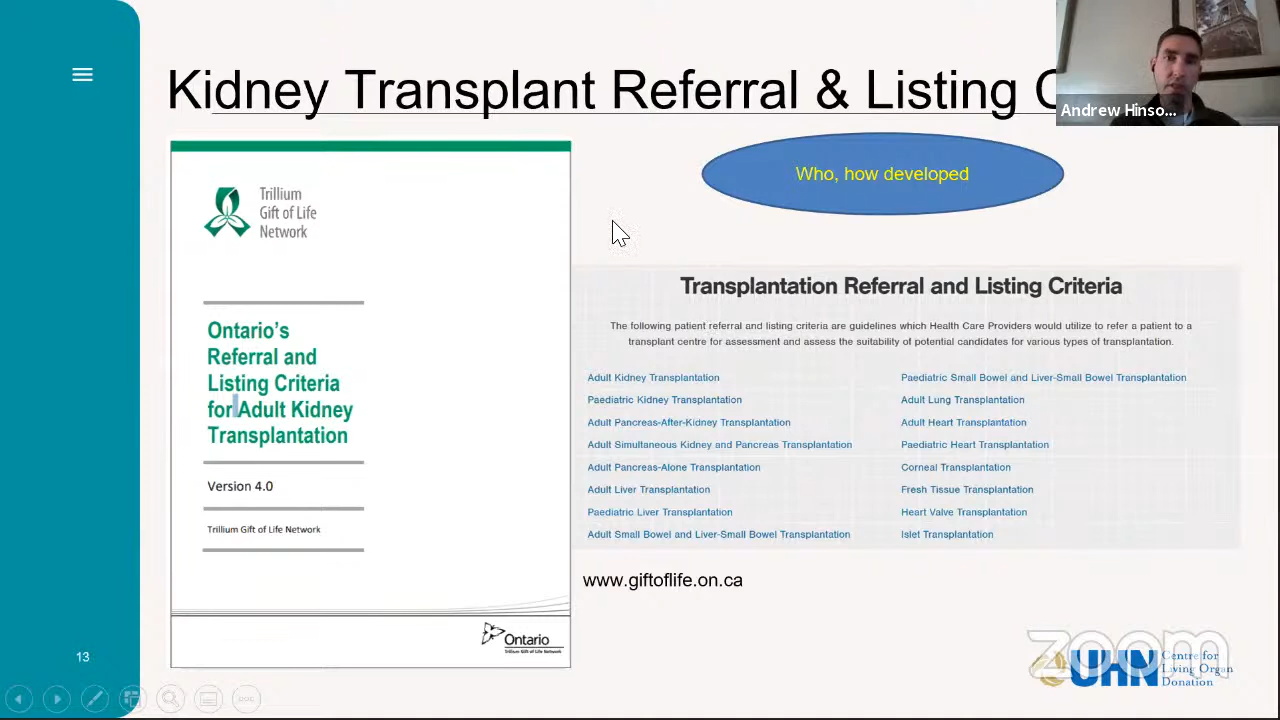 Kidney Transplant Referral & Listing
Andrew Hinso...
Who, how developed
Trillium
Gift of Life
Network
Ontario's
Referral and
Listing Criteria
for Adult Kidney
Transplantation
Version 4.0
Trillium Gift of Life Network
Ontario
Trillium Gift of Life Network
Transplantation Referral and Listing Criteria
The following patient referral and listing criteria are guidelines which Health Care Providers would utilize to refer a patient to a
transplant centre for assessment and assess the suitability of potential candidates for various types of transplantation.
Adult Kidney Transplantation
Paediatric Kidney Transplantation
Adult Pancreas-After-Kidney Transplantation
Adult Simultaneous Kidney and Pancreas Transplantation
Adult Pancreas-Alone Transplantation
Adult Liver Transplantation
Paediatric Liver Transplantation
Adult Small Bowel and Liver-Small Bowel Transplantation
Paediatric Small Bowel and Liver-Small Bowel Transplantation
Adult Lung Transplantation
Adult Heart Transplantation
Paediatric Heart Transplantation
Corneal Transplantation
Fresh Tissue Transplantation
Heart Valve Transplantation
Islet Transplantation
www.giftoflife.on.ca
13
zoom
UHN
Centre for
Living Organ
Donation